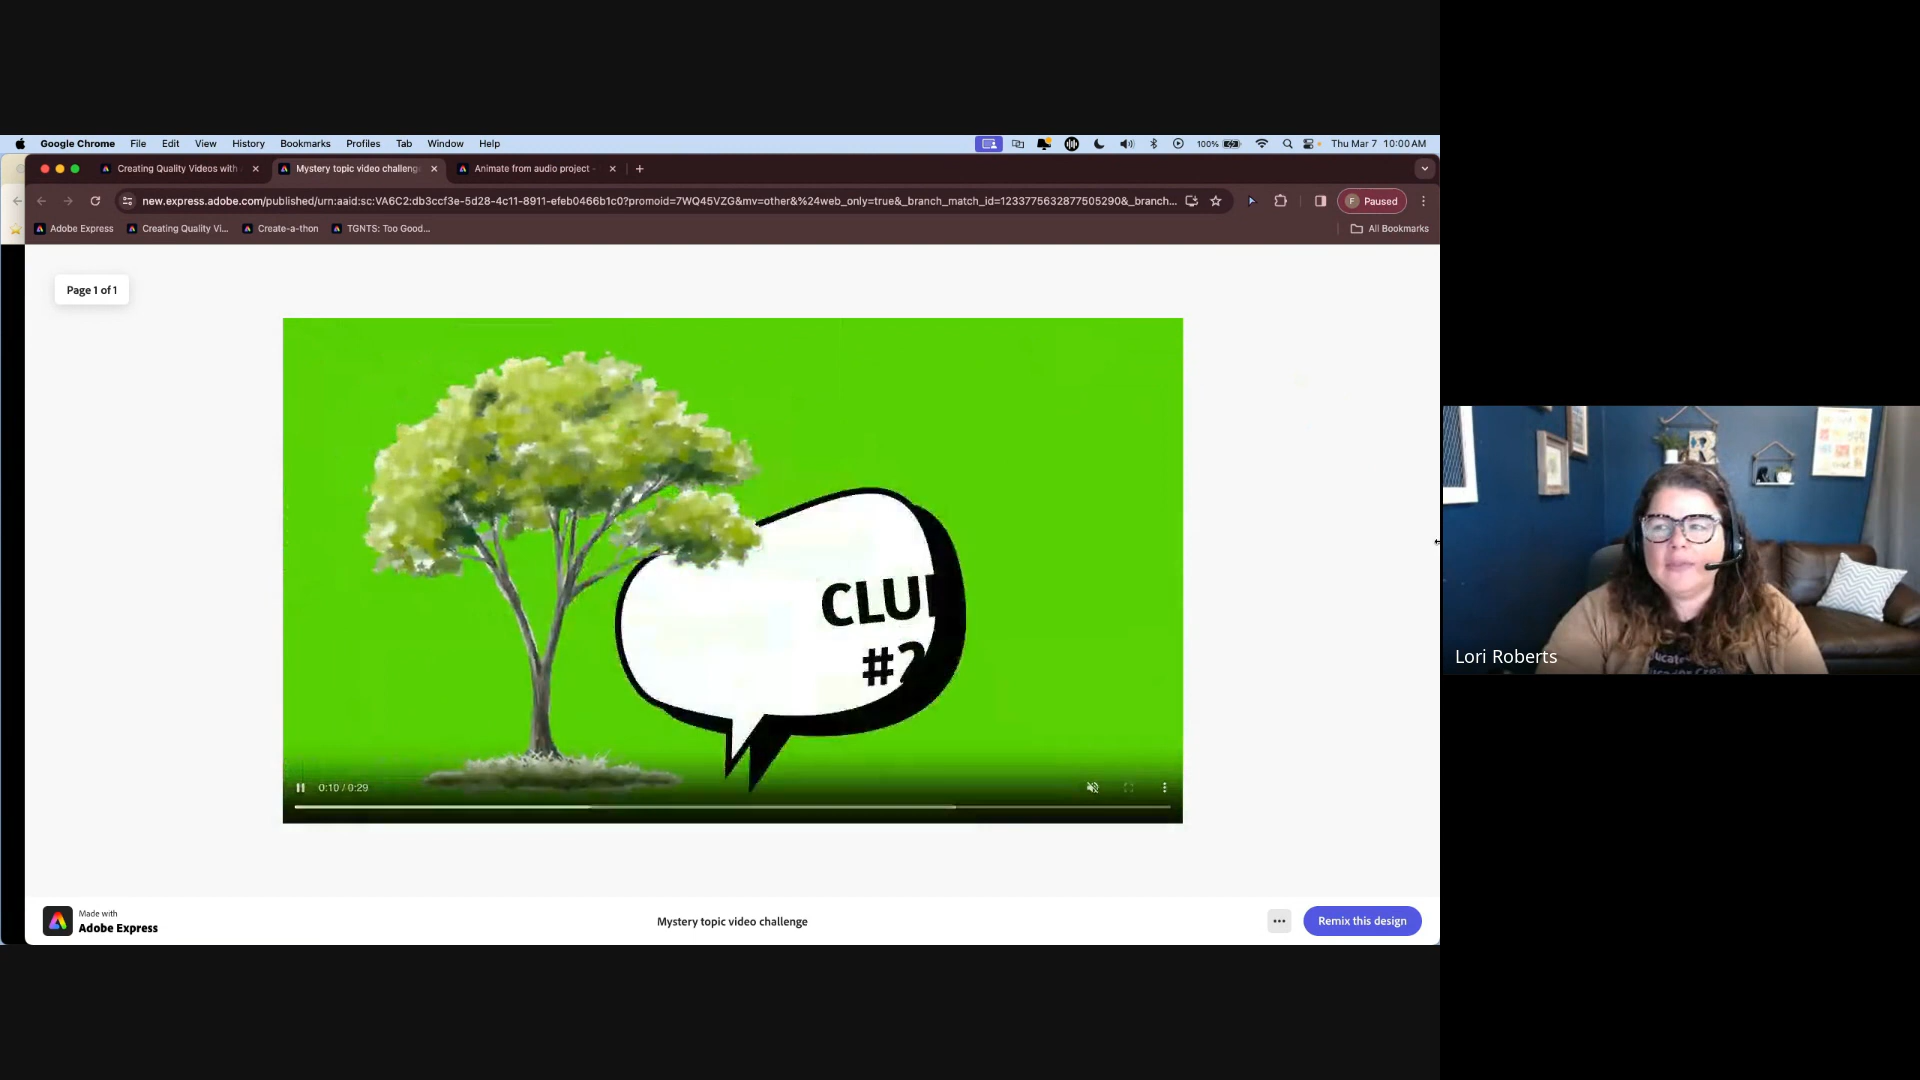 Google Chrome File Edit View History Bookmarks Profiles Tab Window Help 100% Thu Mar 7 10:00 AM
Creating Quality Videos with Mystery topic video challeng Animate from audio project -
new.express.adobe.com/published/urn:aaid:sc:VA6C2:db3ccf3e-5d28-4c11-8911-efeb0466b1c0?promoid=7WQ45VZG&mv=other&%24web_only=true&_branch_match_id=1233775632877505290&_branch... F Paused
Adobe Express Creating Quality Vi... Create-a-thon TGNTS: Too Good... All Bookmarks
Page 1 of 1
CLU
#2
0:10 / 0:29
Made with
Adobe Express
Mystery topic video challenge
Remix this design
R
Lori Roberts